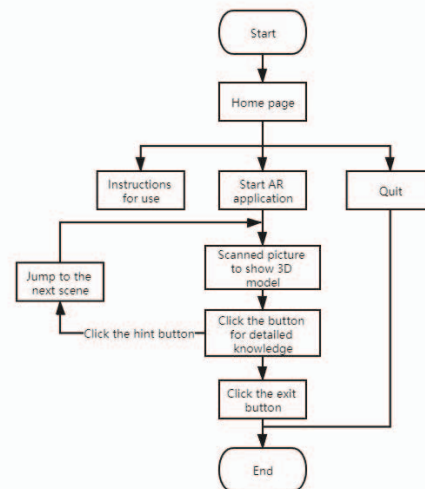 Start
Home page
Instructions
for use
Start AR
application
Quit
Scanned picture
to show 3D
model
Jump to the
next scene
Click the hint button
Click the button
for detailed
knowledge
Click the exit
button
End